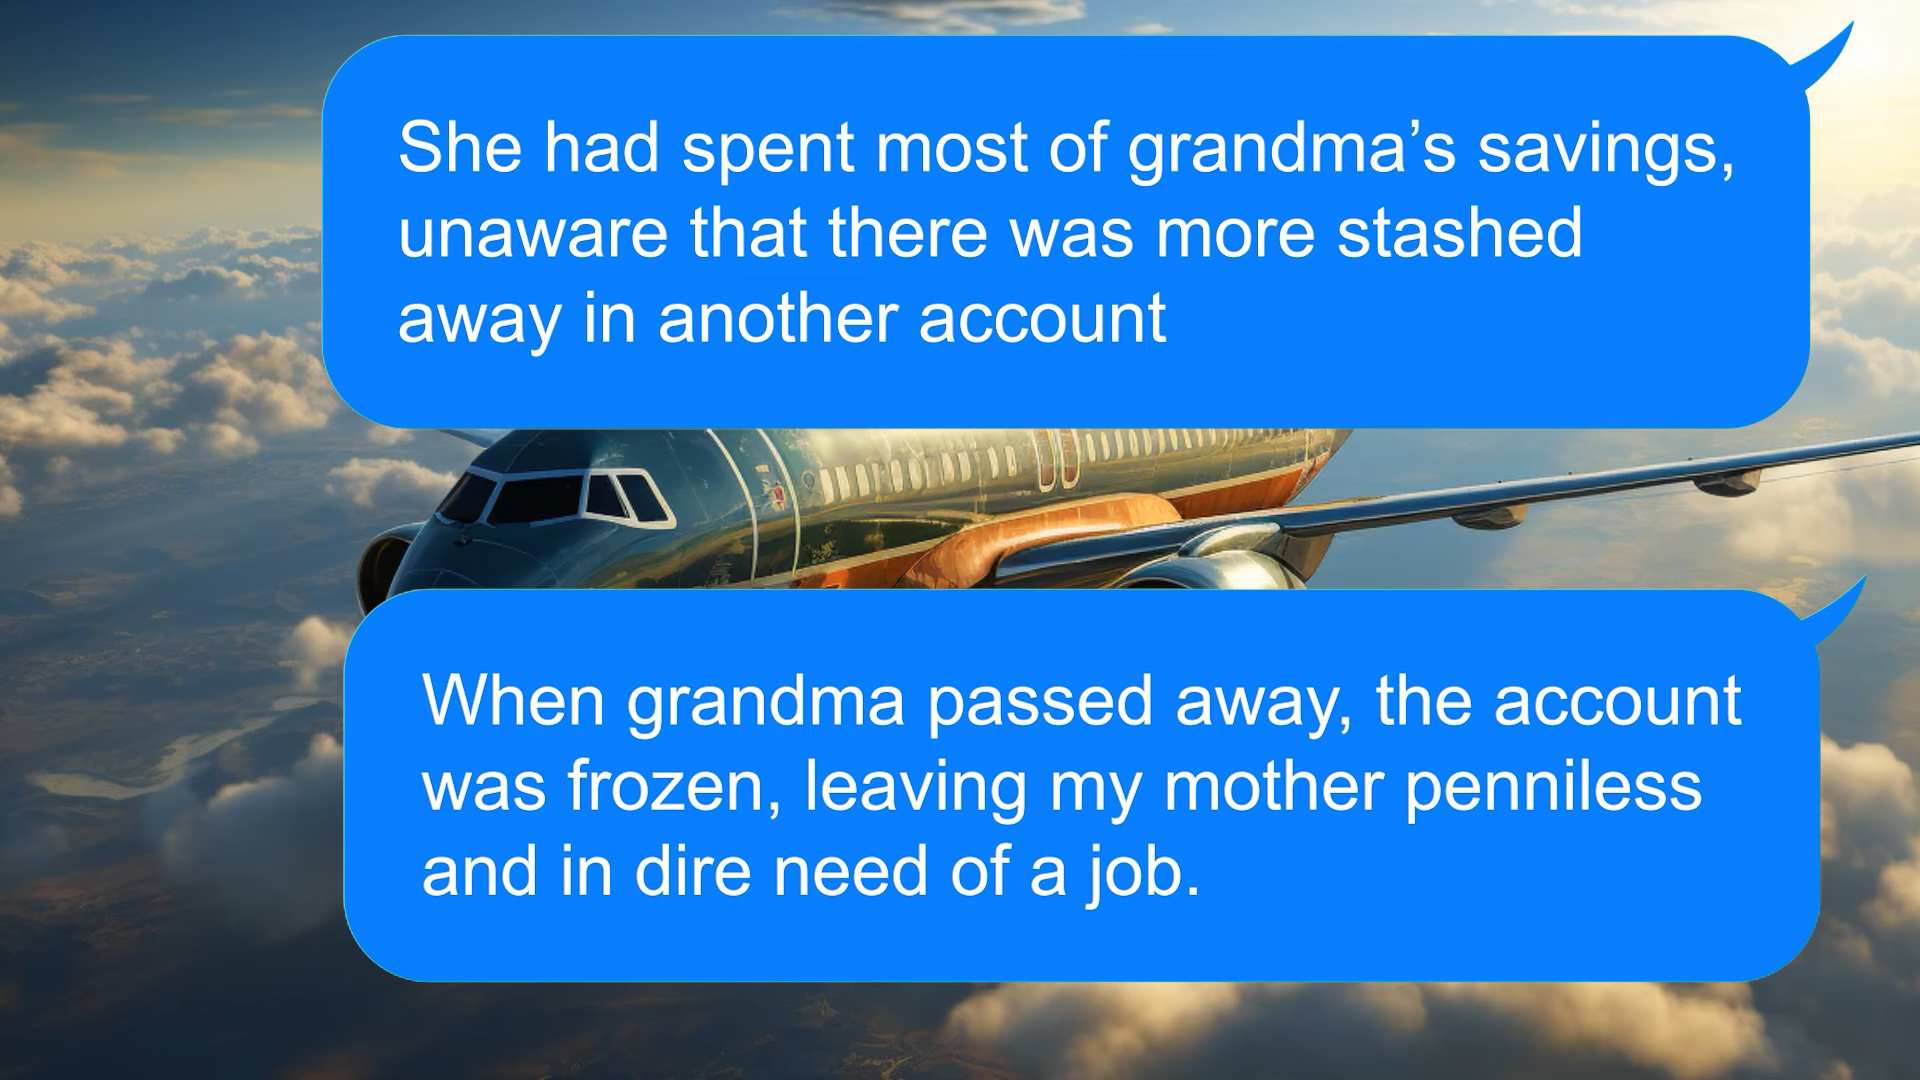 She had spent most of grandma’s savings,
unaware that there was more stashed
away in another account
When grandma passed away, the account
was frozen, leaving my mother penniless
and in dire need of a job.